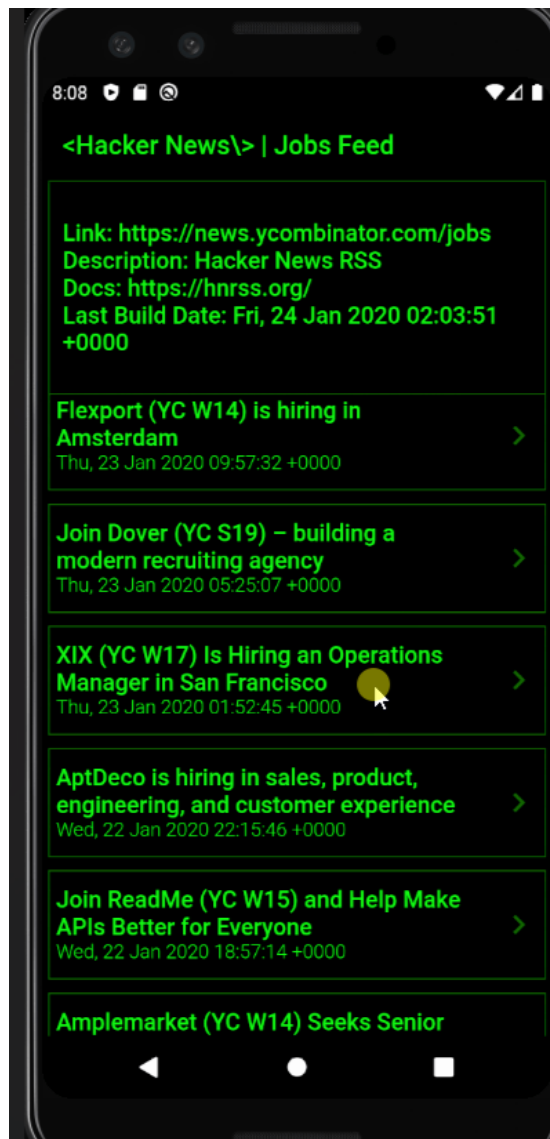 8:08
<Hacker News\> | Jobs Feed
Link: https://news.ycombinator.com/jobs
Description: Hacker News RSS
Docs: https://hnrss.org/
Last Build Date: Fri, 24 Jan 2020 02:03:51
+0000
Flexport (YC W14) is hiring in
Amsterdam
Thu, 23 Jan 2020 09:57:32 +0000
Join Dover (YC S19) – building a
modern recruiting agency
Thu, 23 Jan 2020 05:25:07 +0000
XIX (YC W17) Is Hiring an Operations
Manager in San Francisco
Thu, 23 Jan 2020 01:52:45 +0000
AptDeco is hiring in sales, product,
engineering, and customer experience
Wed, 22 Jan 2020 22:15:46 +0000
Join ReadMe (YC W15) and Help Make
APIs Better for Everyone
Wed, 22 Jan 2020 18:57:14 +0000
Amplemarket (YC W14) Seeks Senior